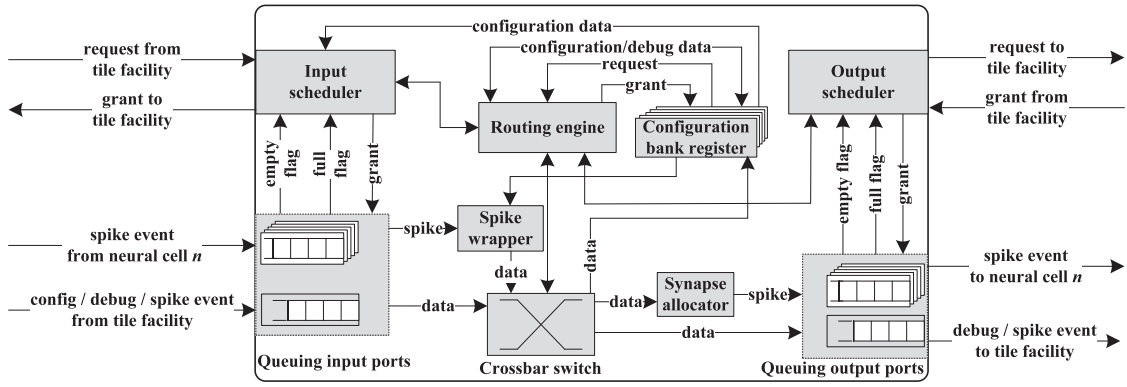 configuration data
request from
tile facility
Input
scheduler
configuration/debug data
request
grant
Output
scheduler
request to
tile facility
grant to
tile facility
Routing engine
Configuration
bank register
grant from
tile facility
empty
flag
full
flag
grant
empty flag
full flag
grant
spike
Spike
wrapper
spike event
from neural cell n
data
data
spike event
to neural cell n
config / debug / spike event
from tile facility
data
data
Synapse
allocator
spike
data
debug / spike event
to tile facility
Queuing input ports
Crossbar switch
Queuing output ports